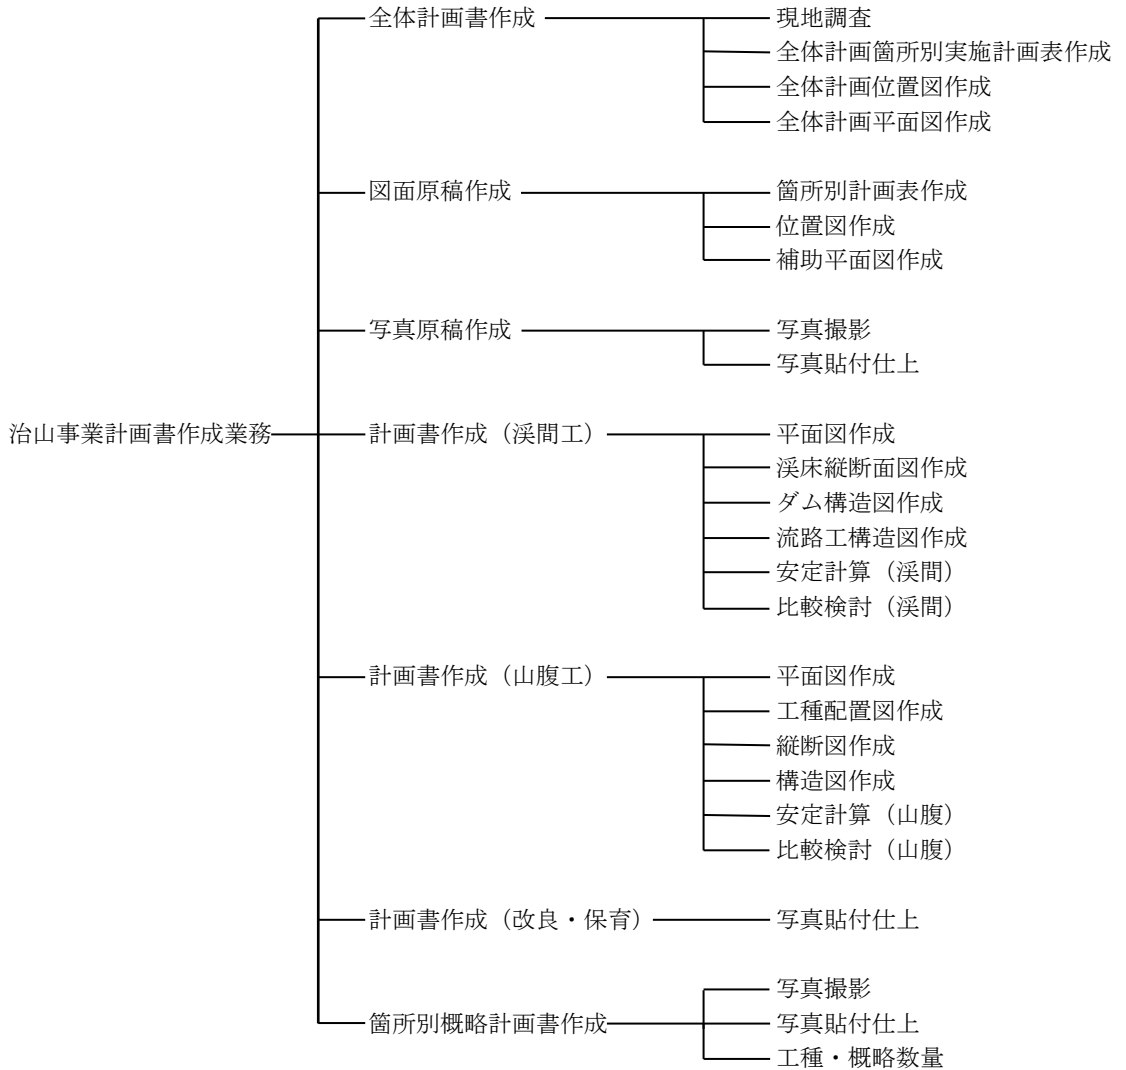 全体計画書作成
現地調査
全体計画箇所別実施計画表作成
全体計画位置図作成
全体計画平面図作成
図面原稿作成
箇所別計画表作成
位置図作成
補助平面図作成
写真原稿作成
写真撮影
写真貼付仕上
治山事業計画書作成業務
計画書作成（渓間工）
平面図作成
渓床縦断面図作成
ダム構造図作成
流路工構造図作成
安定計算（渓間）
比較検討（渓間）
計画書作成（山腹工）
平面図作成
工種配置図作成
縦断図作成
構造図作成
安定計算（山腹）
比較検討（山腹）
計画書作成（改良・保育）
写真貼付仕上
箇所別概略計画書作成
写真撮影
写真貼付仕上
工種・概略数量